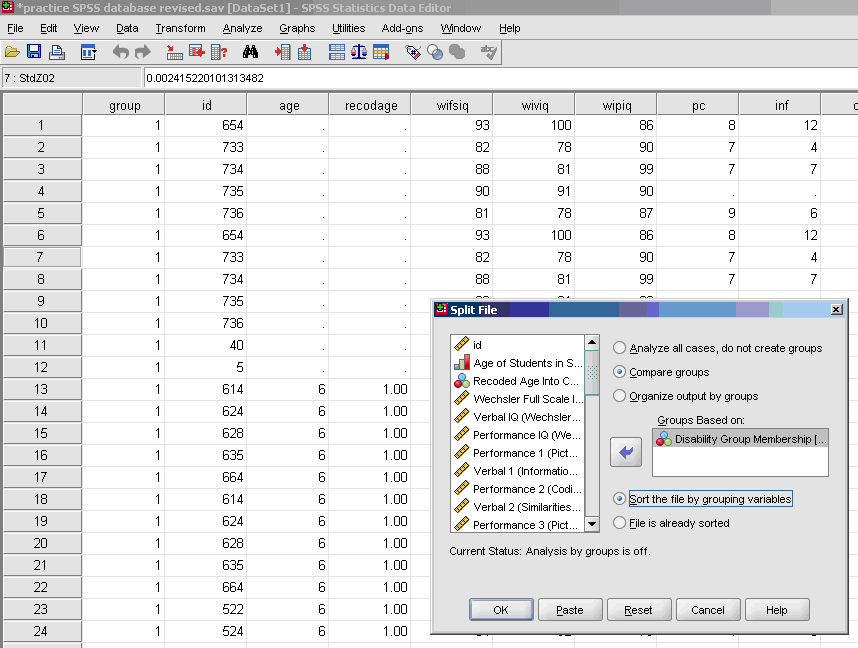 *practice SPSS database revised.sav [DataSet1] - SPSS Statistics Data Editor
File Edit View Data Transform Analyze Graphs Utilities Add-ons Window Help
7 : StdZ02 0.002415220101313482
group id age recodage wifsiq wiviq wipiq pc inf
1 1 654 . . 93 100 86 8 12
2 1 733 . . 82 78 90 7 4
3 1 734 . . 88 81 99 7 7
4 1 735 . . 90 91 90 . .
5 1 736 . . 81 78 87 9 6
6 1 654 . . 93 100 86 8 12
7 1 733 . . 82 78 90 7 4
8 1 734 . . 88 81 99 7 7
9 1 735 . .
10 1 736 . .
11 1 40 . .
12 1 5 . .
13 1 614 6 1.00
14 1 624 6 1.00
15 1 628 6 1.00
16 1 635 6 1.00
17 1 664 6 1.00
18 1 614 6 1.00
19 1 624 6 1.00
20 1 628 6 1.00
21 1 635 6 1.00
22 1 664 6 1.00
23 1 522 6 1.00
24 1 524 6 1.00
Split File
id
Age of Students in S...
Recoded Age Into C...
Wechsler Full Scale I...
Verbal IQ (Wechsler...
Performance IQ (We...
Performance 1 (Pict...
Verbal 1 (Informatio...
Performance 2 (Codi...
Verbal 2 (Similarities...
Performance 3 (Pict...
Analyze all cases, do not create groups
Compare groups
Organize output by groups
Groups Based on:
Disability Group Membership [...
Sort the file by grouping variables
File is already sorted
Current Status: Analysis by groups is off.
OK Paste Reset Cancel Help